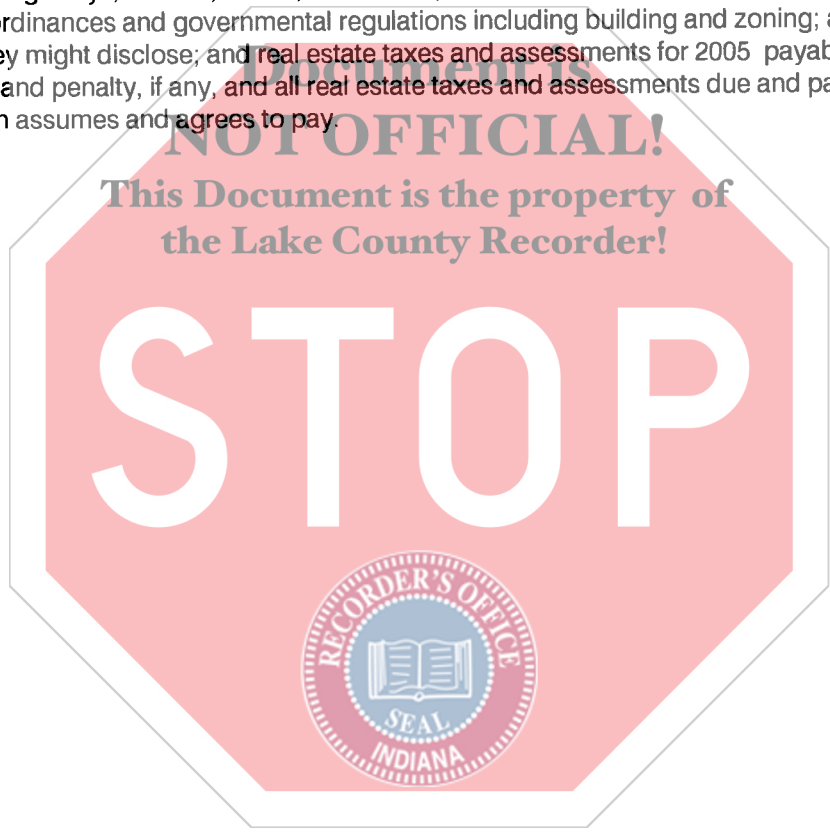 rdinances and governmental regulations including building and zoning;
ey might disclose; and real estate taxes and assessments for 2005 payab
and penalty, if any, and all real estate taxes and assessments due and pa
n assumes and agrees to pay.
Document is
NOT OFFICIAL!
This Document is the property of
the Lake County Recorder!
STOP
RECORDER'S OFFICE
SEAL
INDIANA